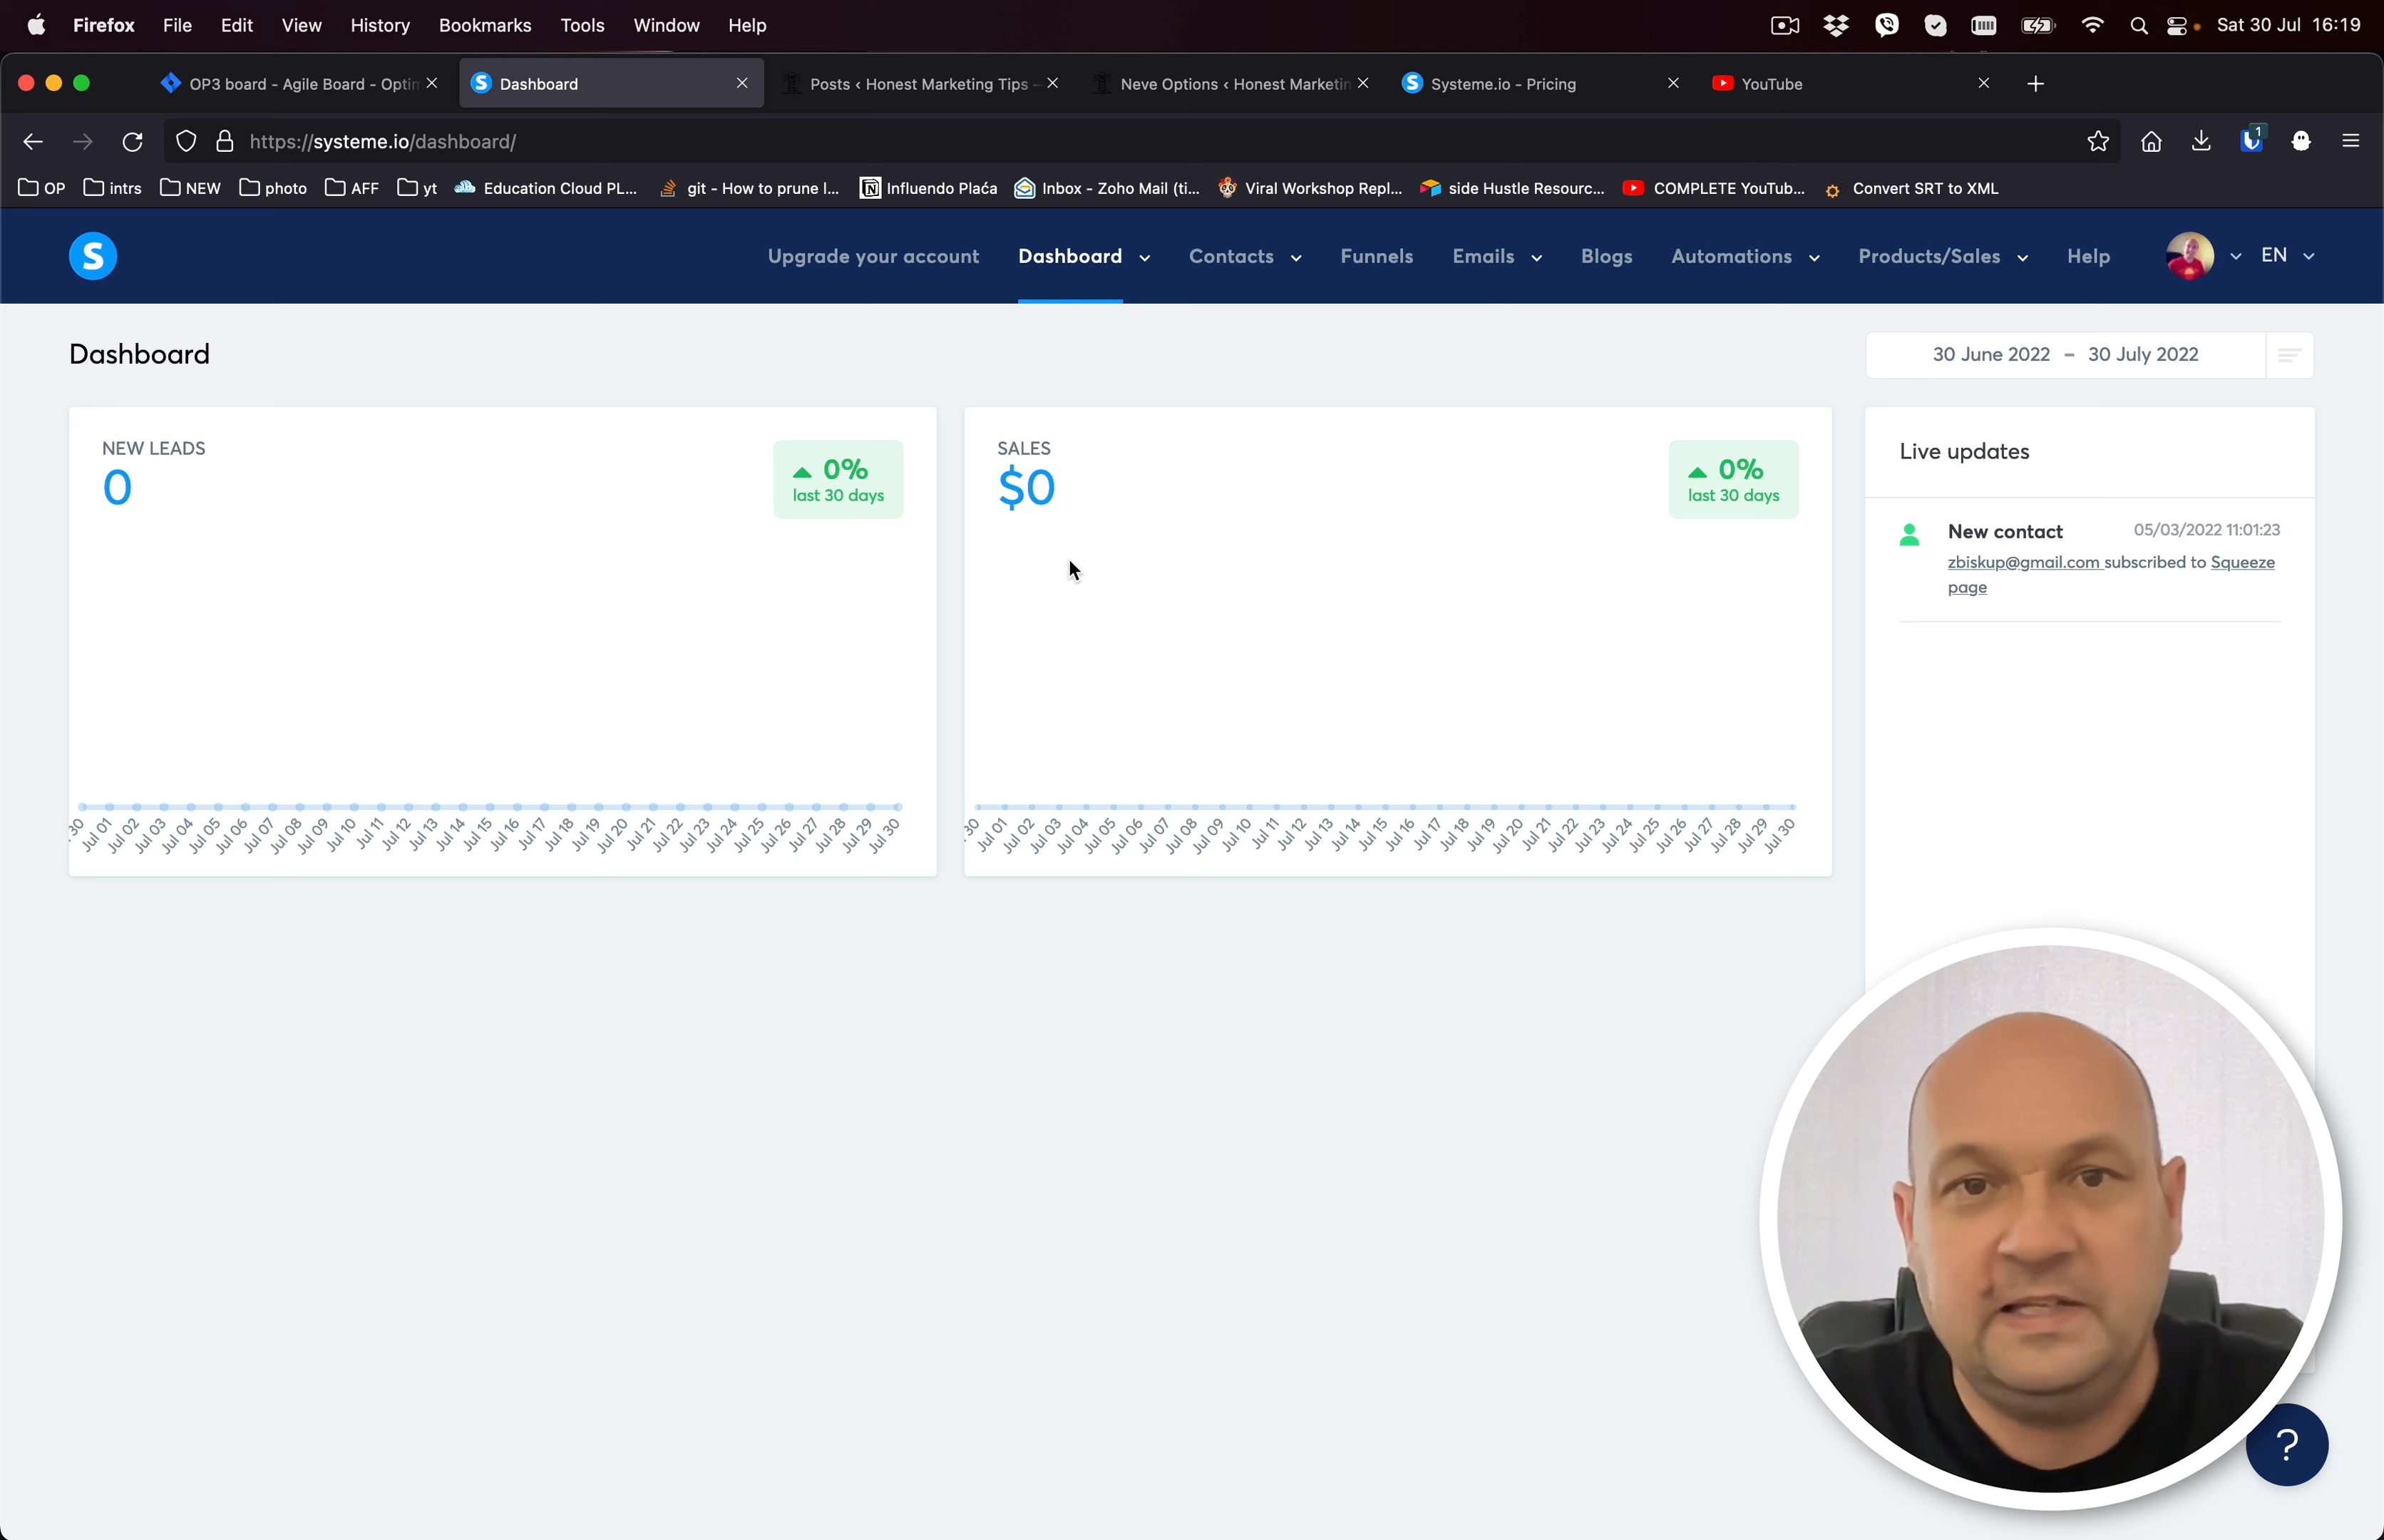 Firefox File Edit View History Bookmarks Tools Window Help Sat 30 Jul 16:19
OP3 board - Agile Board - Optim Dashboard Posts ‹ Honest Marketing Tips - Neve Options ‹ Honest Marketin Systeme.io - Pricing YouTube
https://systeme.io/dashboard/ 1
OP intrs NEW photo AFF yt Education Cloud PL... git - How to prune l... Influendo Plaća Inbox - Zoho Mail (ti... Viral Workshop Repl... side Hustle Resourc... COMPLETE YouTub... Convert SRT to XML
S Upgrade your account Dashboard Contacts Funnels Emails Blogs Automations Products/Sales Help EN
Dashboard 30 June 2022 – 30 July 2022
NEW LEADS
0
0%
last 30 days
30 Jul 01 Jul 02 Jul 03 Jul 04 Jul 05 Jul 06 Jul 07 Jul 08 Jul 09 Jul 10 Jul 11 Jul 12 Jul 13 Jul 14 Jul 15 Jul 16 Jul 17 Jul 18 Jul 19 Jul 20 Jul 21 Jul 22 Jul 23 Jul 24 Jul 25 Jul 26 Jul 27 Jul 28 Jul 29 Jul 30
SALES
$0
0%
last 30 days
30 Jul 01 Jul 02 Jul 03 Jul 04 Jul 05 Jul 06 Jul 07 Jul 08 Jul 09 Jul 10 Jul 11 Jul 12 Jul 13 Jul 14 Jul 15 Jul 16 Jul 17 Jul 18 Jul 19 Jul 20 Jul 21 Jul 22 Jul 23 Jul 24 Jul 25 Jul 26 Jul 27 Jul 28 Jul 29 Jul 30
Live updates
New contact 05/03/2022 11:01:23
zbiskup@gmail.com subscribed to Squeeze
page
?